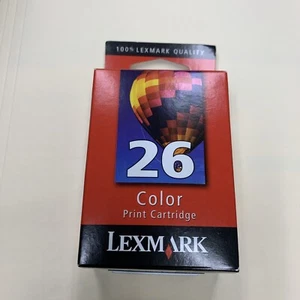 100% LEXMARK QUALITY
26
Color
Print Cartridge
LEXMARK